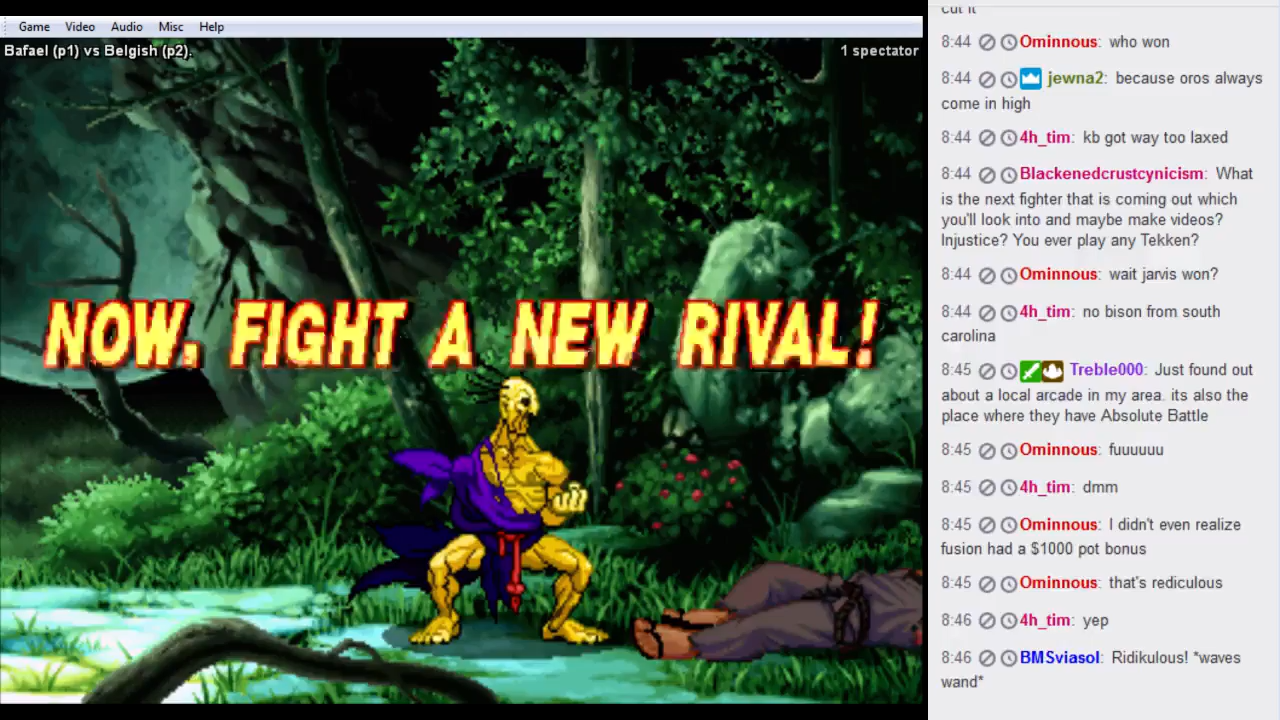 Game Video Audio Misc Help
Bafael (p1) vs Belgish (p2).
1 spectator
NOW, FIGHT A NEW RIVAL!
cut it
8:44 Ominnous: who won
8:44 jewna2: because oros always
come in high
8:44 4h_tim: kb got way too laxed
8:44 Blackenedcrustcynicism: What
is the next fighter that is coming out which
you'll look into and maybe make videos?
Injustice? You ever play any Tekken?
8:44 Ominnous: wait jarvis won?
8:44 4h_tim: no bison from south
carolina
8:45 Treble000: Just found out
about a local arcade in my area. its also the
place where they have Absolute Battle
8:45 Ominnous: fuuuuuu
8:45 4h_tim: dmm
8:45 Ominnous: I didn't even realize
fusion had a $1000 pot bonus
8:45 Ominnous: that's rediculous
8:46 4h_tim: yep
8:46 BMSviasol: Ridikulous! *waves
wand*